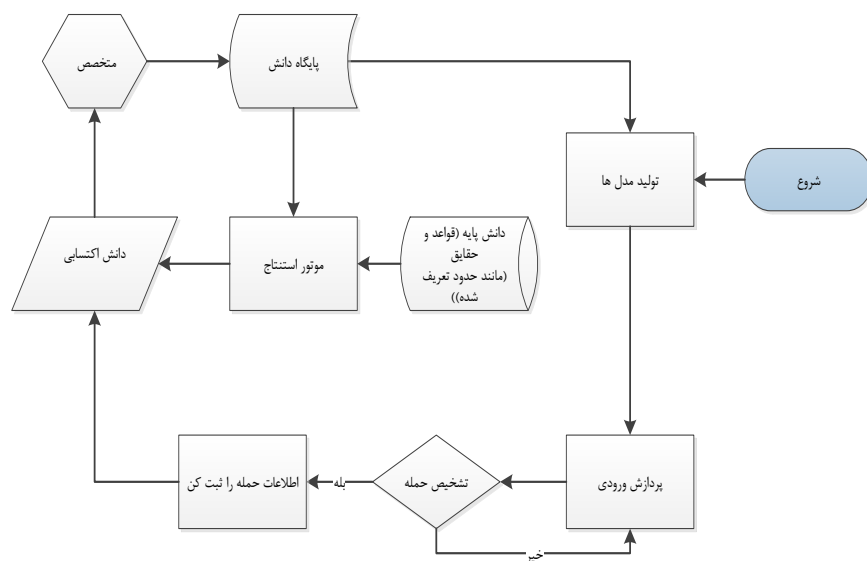 متخصص
پایگاه دانش
تولید مدل ها
شروع
دانش اکتسابی
موتور استنتاج
دانش پایه (قواعد و
حقایق
(مانند حدود تعریف
شده))
اطلاعات حمله را ثبت کن
بله
تشخیص حمله
پردازش ورودی
خیر